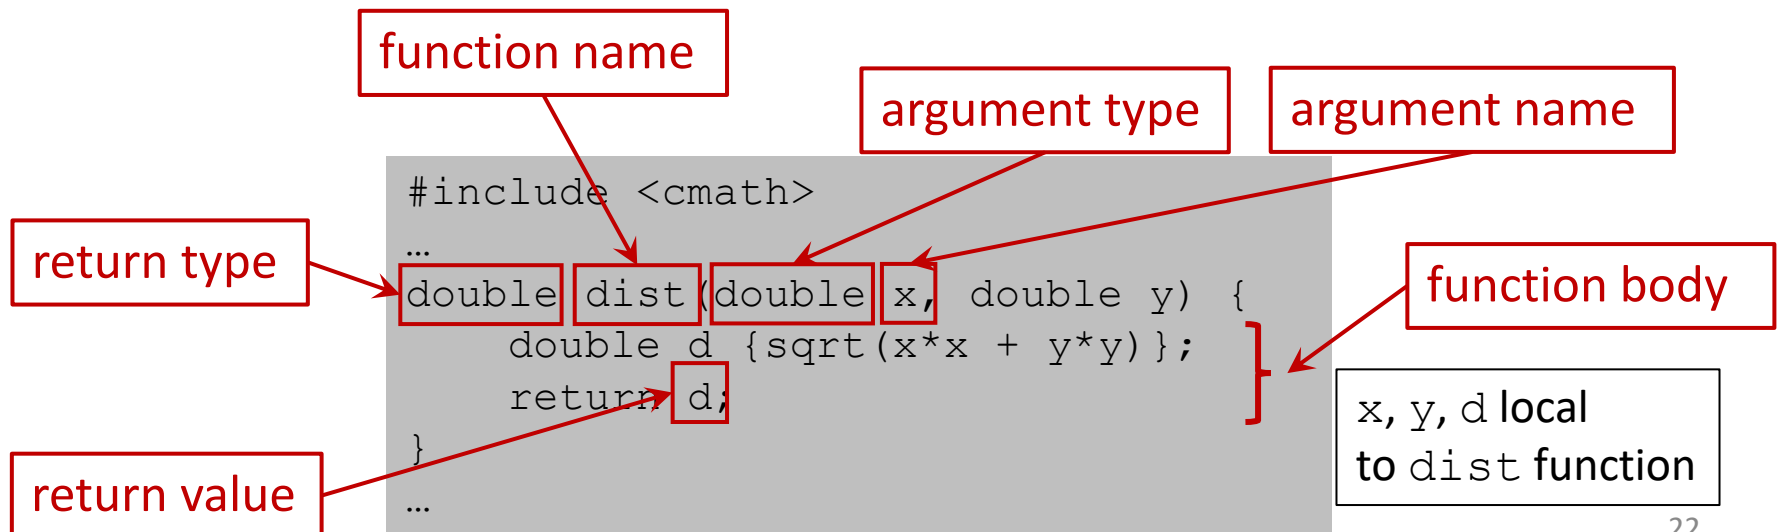 function name
argument type
argument name
#include <cmath>
…
return type
double dist(double x, double y) {
function body
double d {sqrt(x*x + y*y)};
return d;
x, y, d local
}
to dist function
return value
…
22